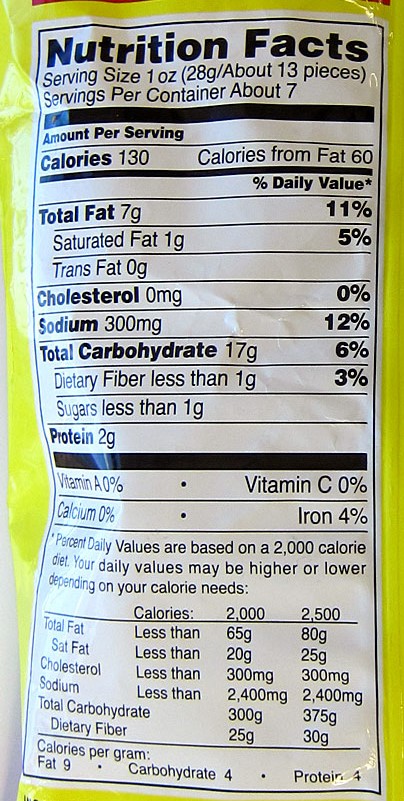 Nutrition Facts
Serving Size 1 oz (28g/About 13 pieces)
Servings Per Container About 7
Amount Per Serving
Calories 130 Calories from Fat 60
% Daily Value*
Total Fat 7g 11%
Saturated Fat 1g 5%
Trans Fat 0g
Cholesterol 0mg 0%
Sodium 300mg 12%
Total Carbohydrate 17g 6%
Dietary Fiber less than 1g 3%
Sugars less than 1g
Protein 2g
Vitamin A 0% • Vitamin C 0%
Calcium 0% • Iron 4%
*Percent Daily Values are based on a 2,000 calorie
diet. Your daily values may be higher or lower
depending on your calorie needs:
Calories: 2,000 2,500
Total Fat Less than 65g 80g
Sat Fat Less than 20g 25g
Cholesterol Less than 300mg 300mg
Sodium Less than 2,400mg 2,400mg
Total Carbohydrate 300g 375g
Dietary Fiber 25g 30g
Calories per gram:
Fat 9 • Carbohydrate 4 • Protein 4